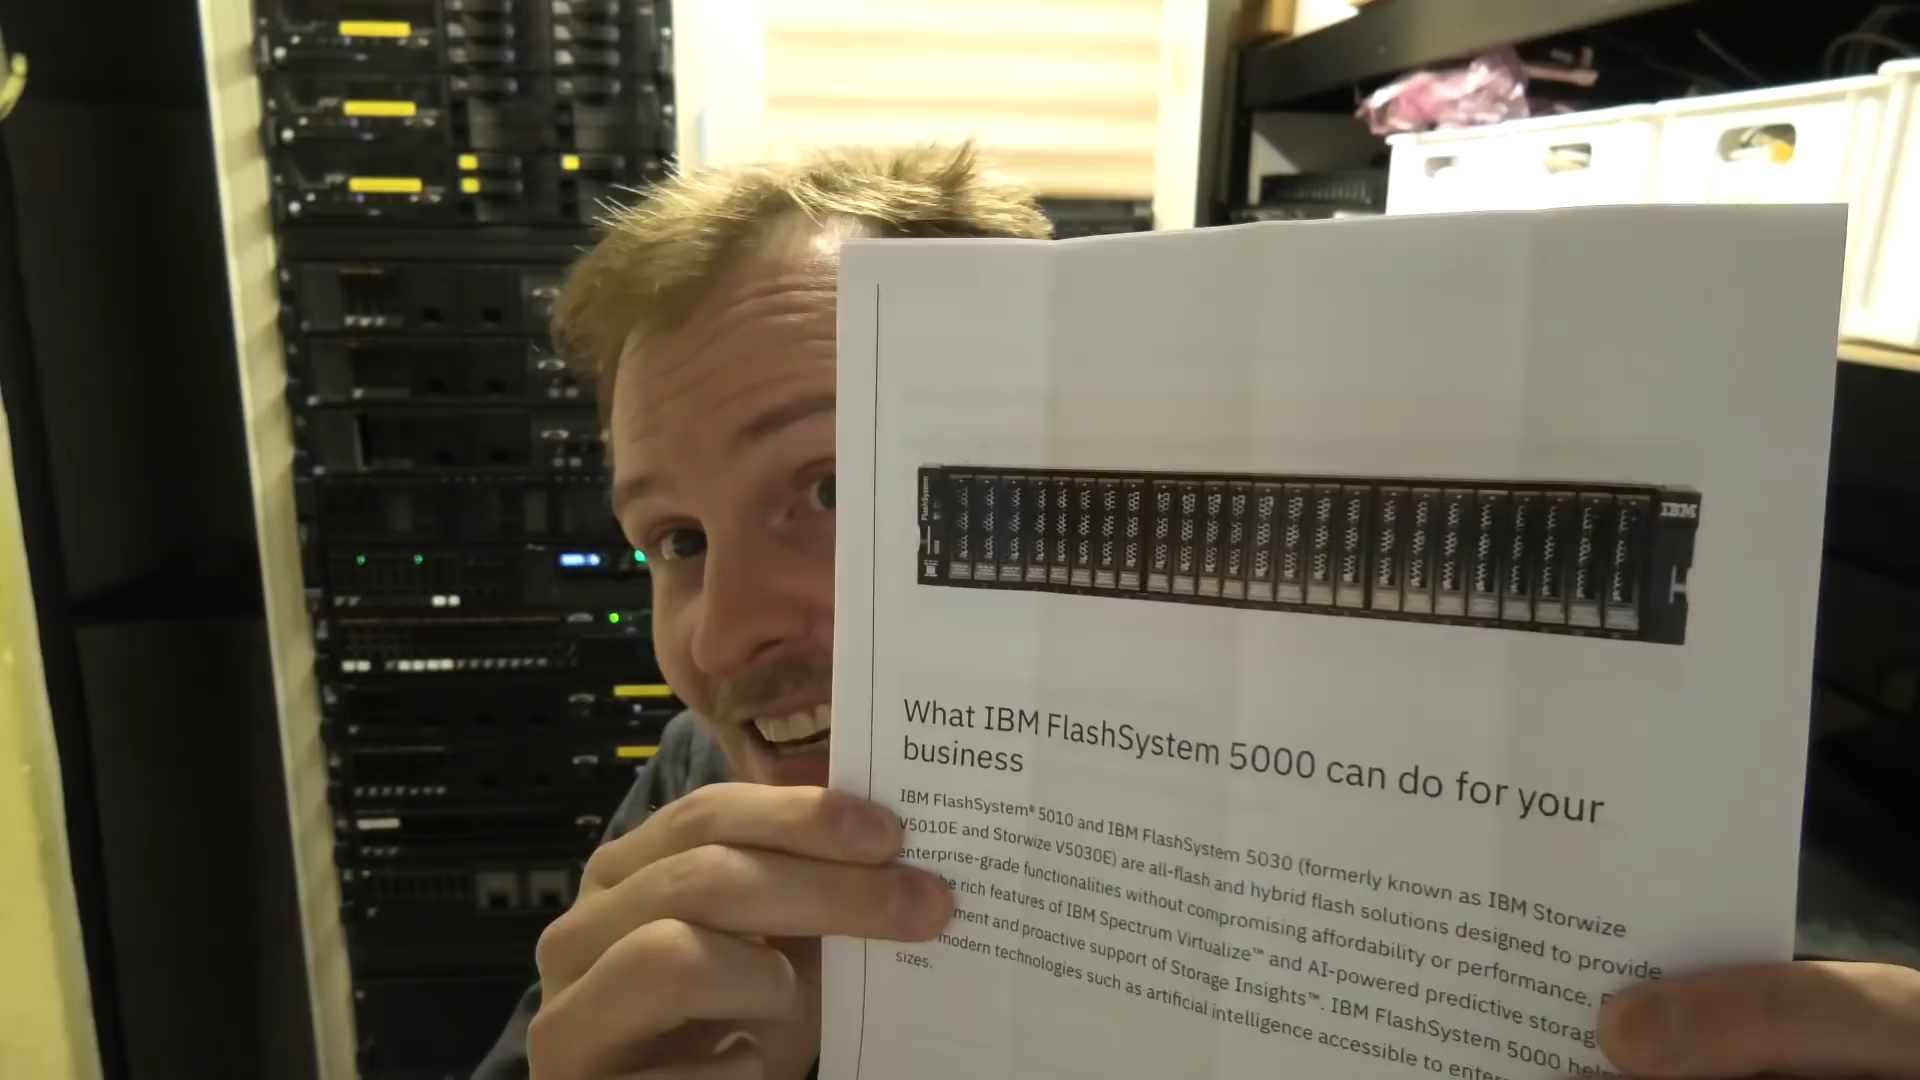 FlashSystem
IBM
What IBM FlashSystem 5000 can do for your
business
IBM FlashSystem® 5010 and IBM FlashSystem 5030 (formerly known as IBM Storwize
V5010E and Storwize V5030E) are all-flash and hybrid flash solutions designed to provide
enterprise-grade functionalities without compromising affordability or performance.
rich features of IBM Spectrum Virtualize™ and AI-powered predictive storag
ment and proactive support of Storage Insights™. IBM FlashSystem 5000 help
modern technologies such as artificial intelligence accessible to enter
sizes.